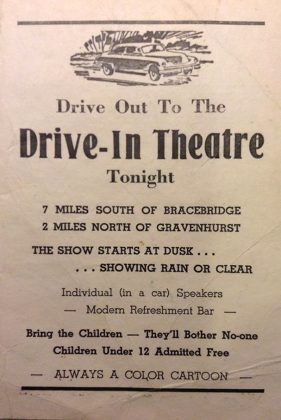 Drive Out To The
Drive-In Theatre
Tonight
7 MILES SOUTH OF BRACEBRIDGE
2 MILES NORTH OF GRAVENHURST
THE SHOW STARTS AT DUSK . . .
. . . SHOWING RAIN OR CLEAR
Individual (in a car) Speakers
— Modern Refreshment Bar —
Bring the Children — They'll Bother No-one
Children Under 12 Admitted Free
— ALWAYS A COLOR CARTOON —